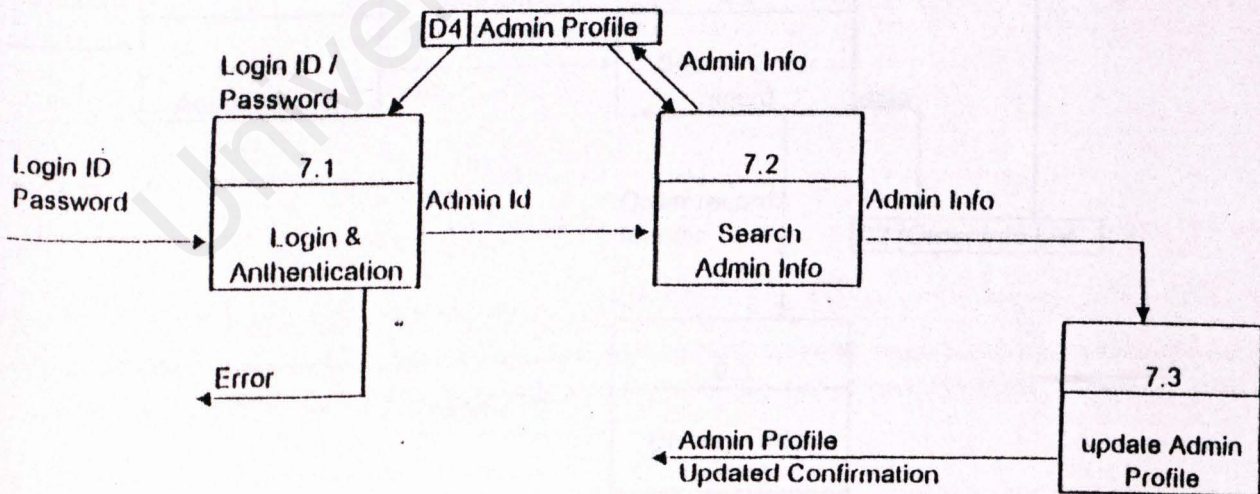 D4 Admin Profile
Login ID /
Password
Admin Info
Login ID
Password
7.1
Login &
Anthentication
Admin Id
7.2
Search
Admin Info
Admin Info
Error
7.3
update Admin
Profile
Admin Profile
Updated Confirmation